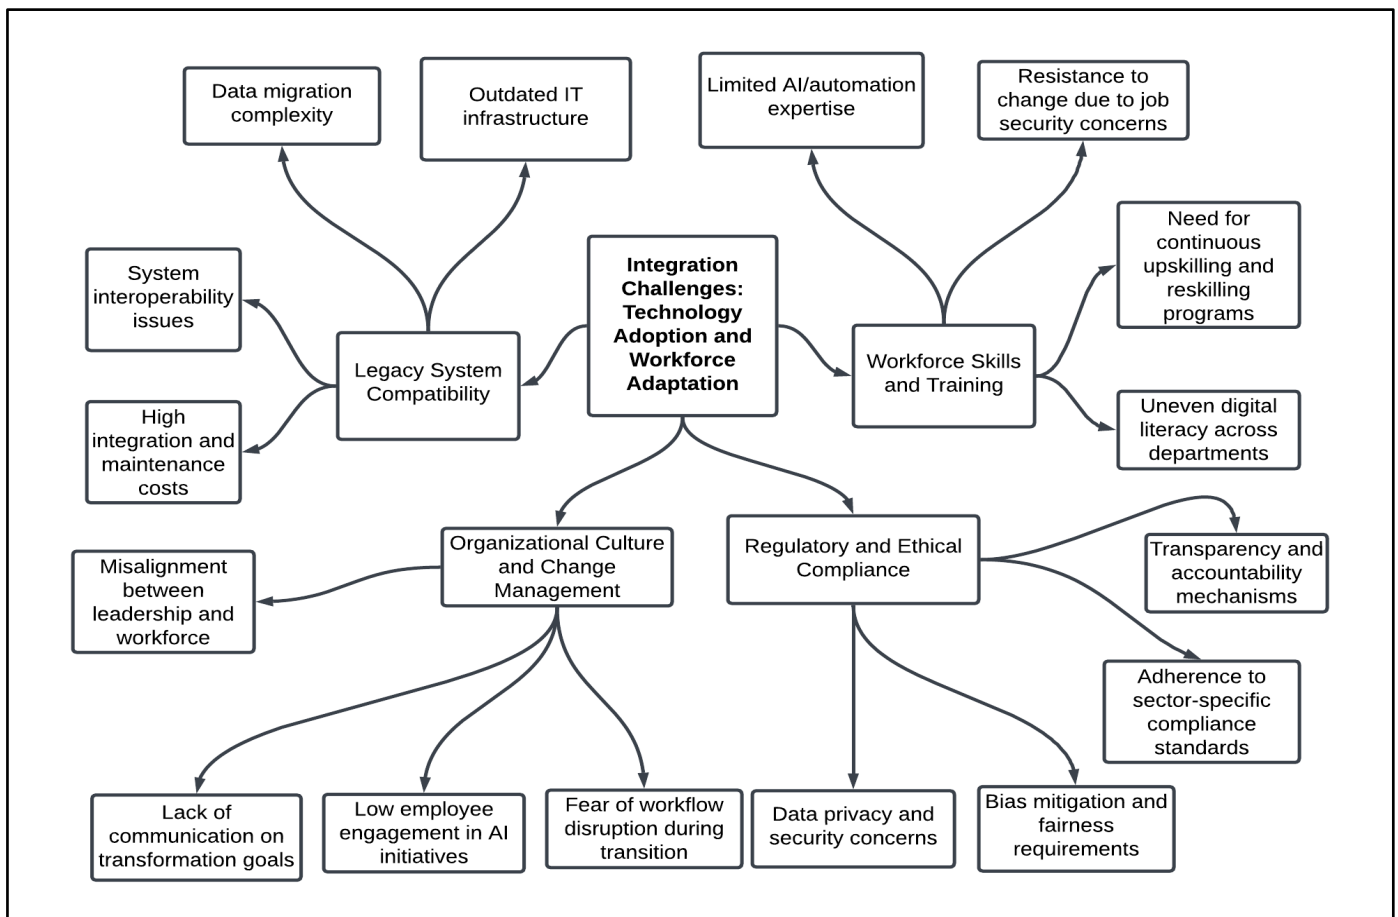 Data migration
complexity
Outdated IT
infrastructure
Limited AI/automation
expertise
Resistance to
change due to job
security concerns
System
interoperability
issues
Integration
Challenges:
Technology
Adoption and
Workforce
Adaptation
Need for
continuous
upskilling and
reskilling
programs
Legacy System
Compatibility
Workforce Skills
and Training
High
integration and
maintenance
costs
Uneven digital
literacy across
departments
Misalignment
between
leadership and
workforce
Organizational Culture
and Change
Management
Regulatory and Ethical
Compliance
Transparency and
accountability
mechanisms
Adherence to
sector-specific
compliance
standards
Lack of
communication on
transformation goals
Low employee
engagement in AI
initiatives
Fear of workflow
disruption during
transition
Data privacy and
security concerns
Bias mitigation and
fairness
requirements